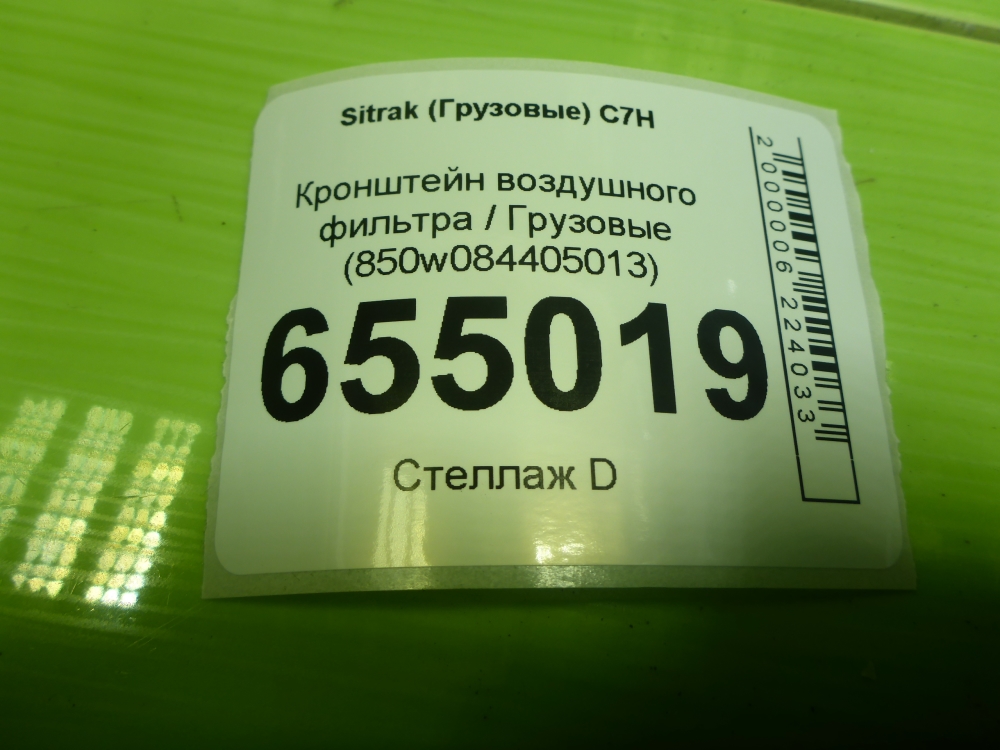 Sitrak (Грузовые) C7H
Кронштейн воздушного
фильтра / Грузовые
(850w084405013)
655019
Стеллаж D
2000006224033